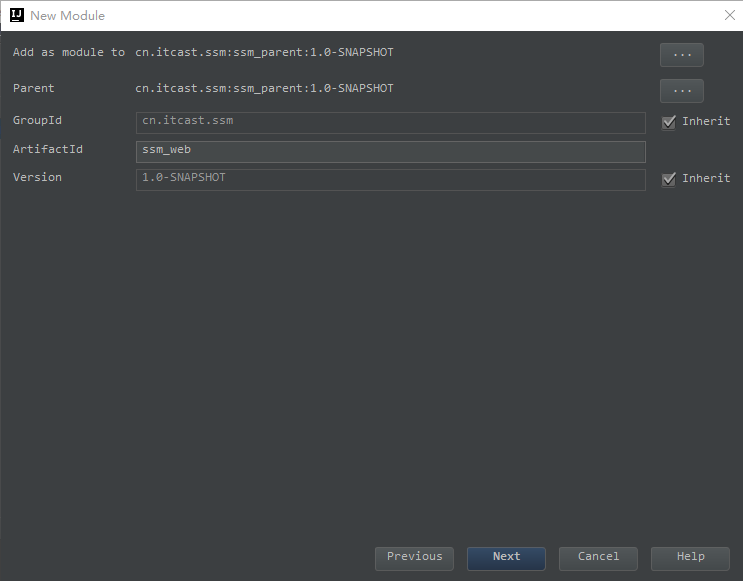 IJ New Module
Add as module to cn.itcast.ssm:ssm_parent:1.0-SNAPSHOT ...
Parent cn.itcast.ssm:ssm_parent:1.0-SNAPSHOT ...
GroupId cn.itcast.ssm Inherit
ArtifactId ssm_web
Version 1.0-SNAPSHOT Inherit
Previous Next Cancel Help